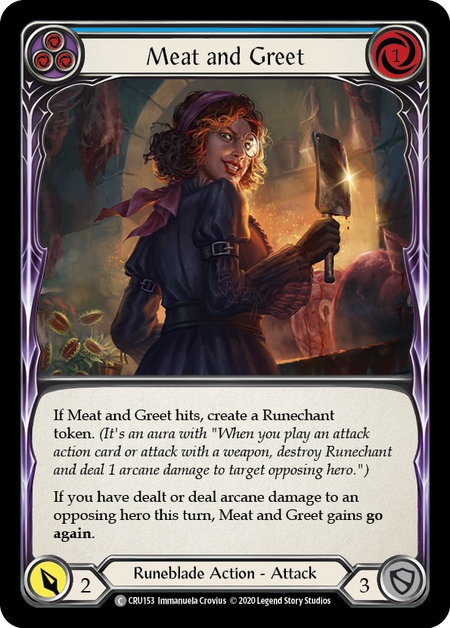 Meat and Greet
1
If Meat and Greet hits, create a Runechant
token. (It's an aura with "When you play an attack
action card or attack with a weapon, destroy Runechant
and deal 1 arcane damage to target opposing hero.")
If you have dealt or deal arcane damage to an
opposing hero this turn, Meat and Greet gains go
again.
2
Runeblade Action - Attack
3
C CRU153 Immanuela Crovius © 2020 Legend Story Studios